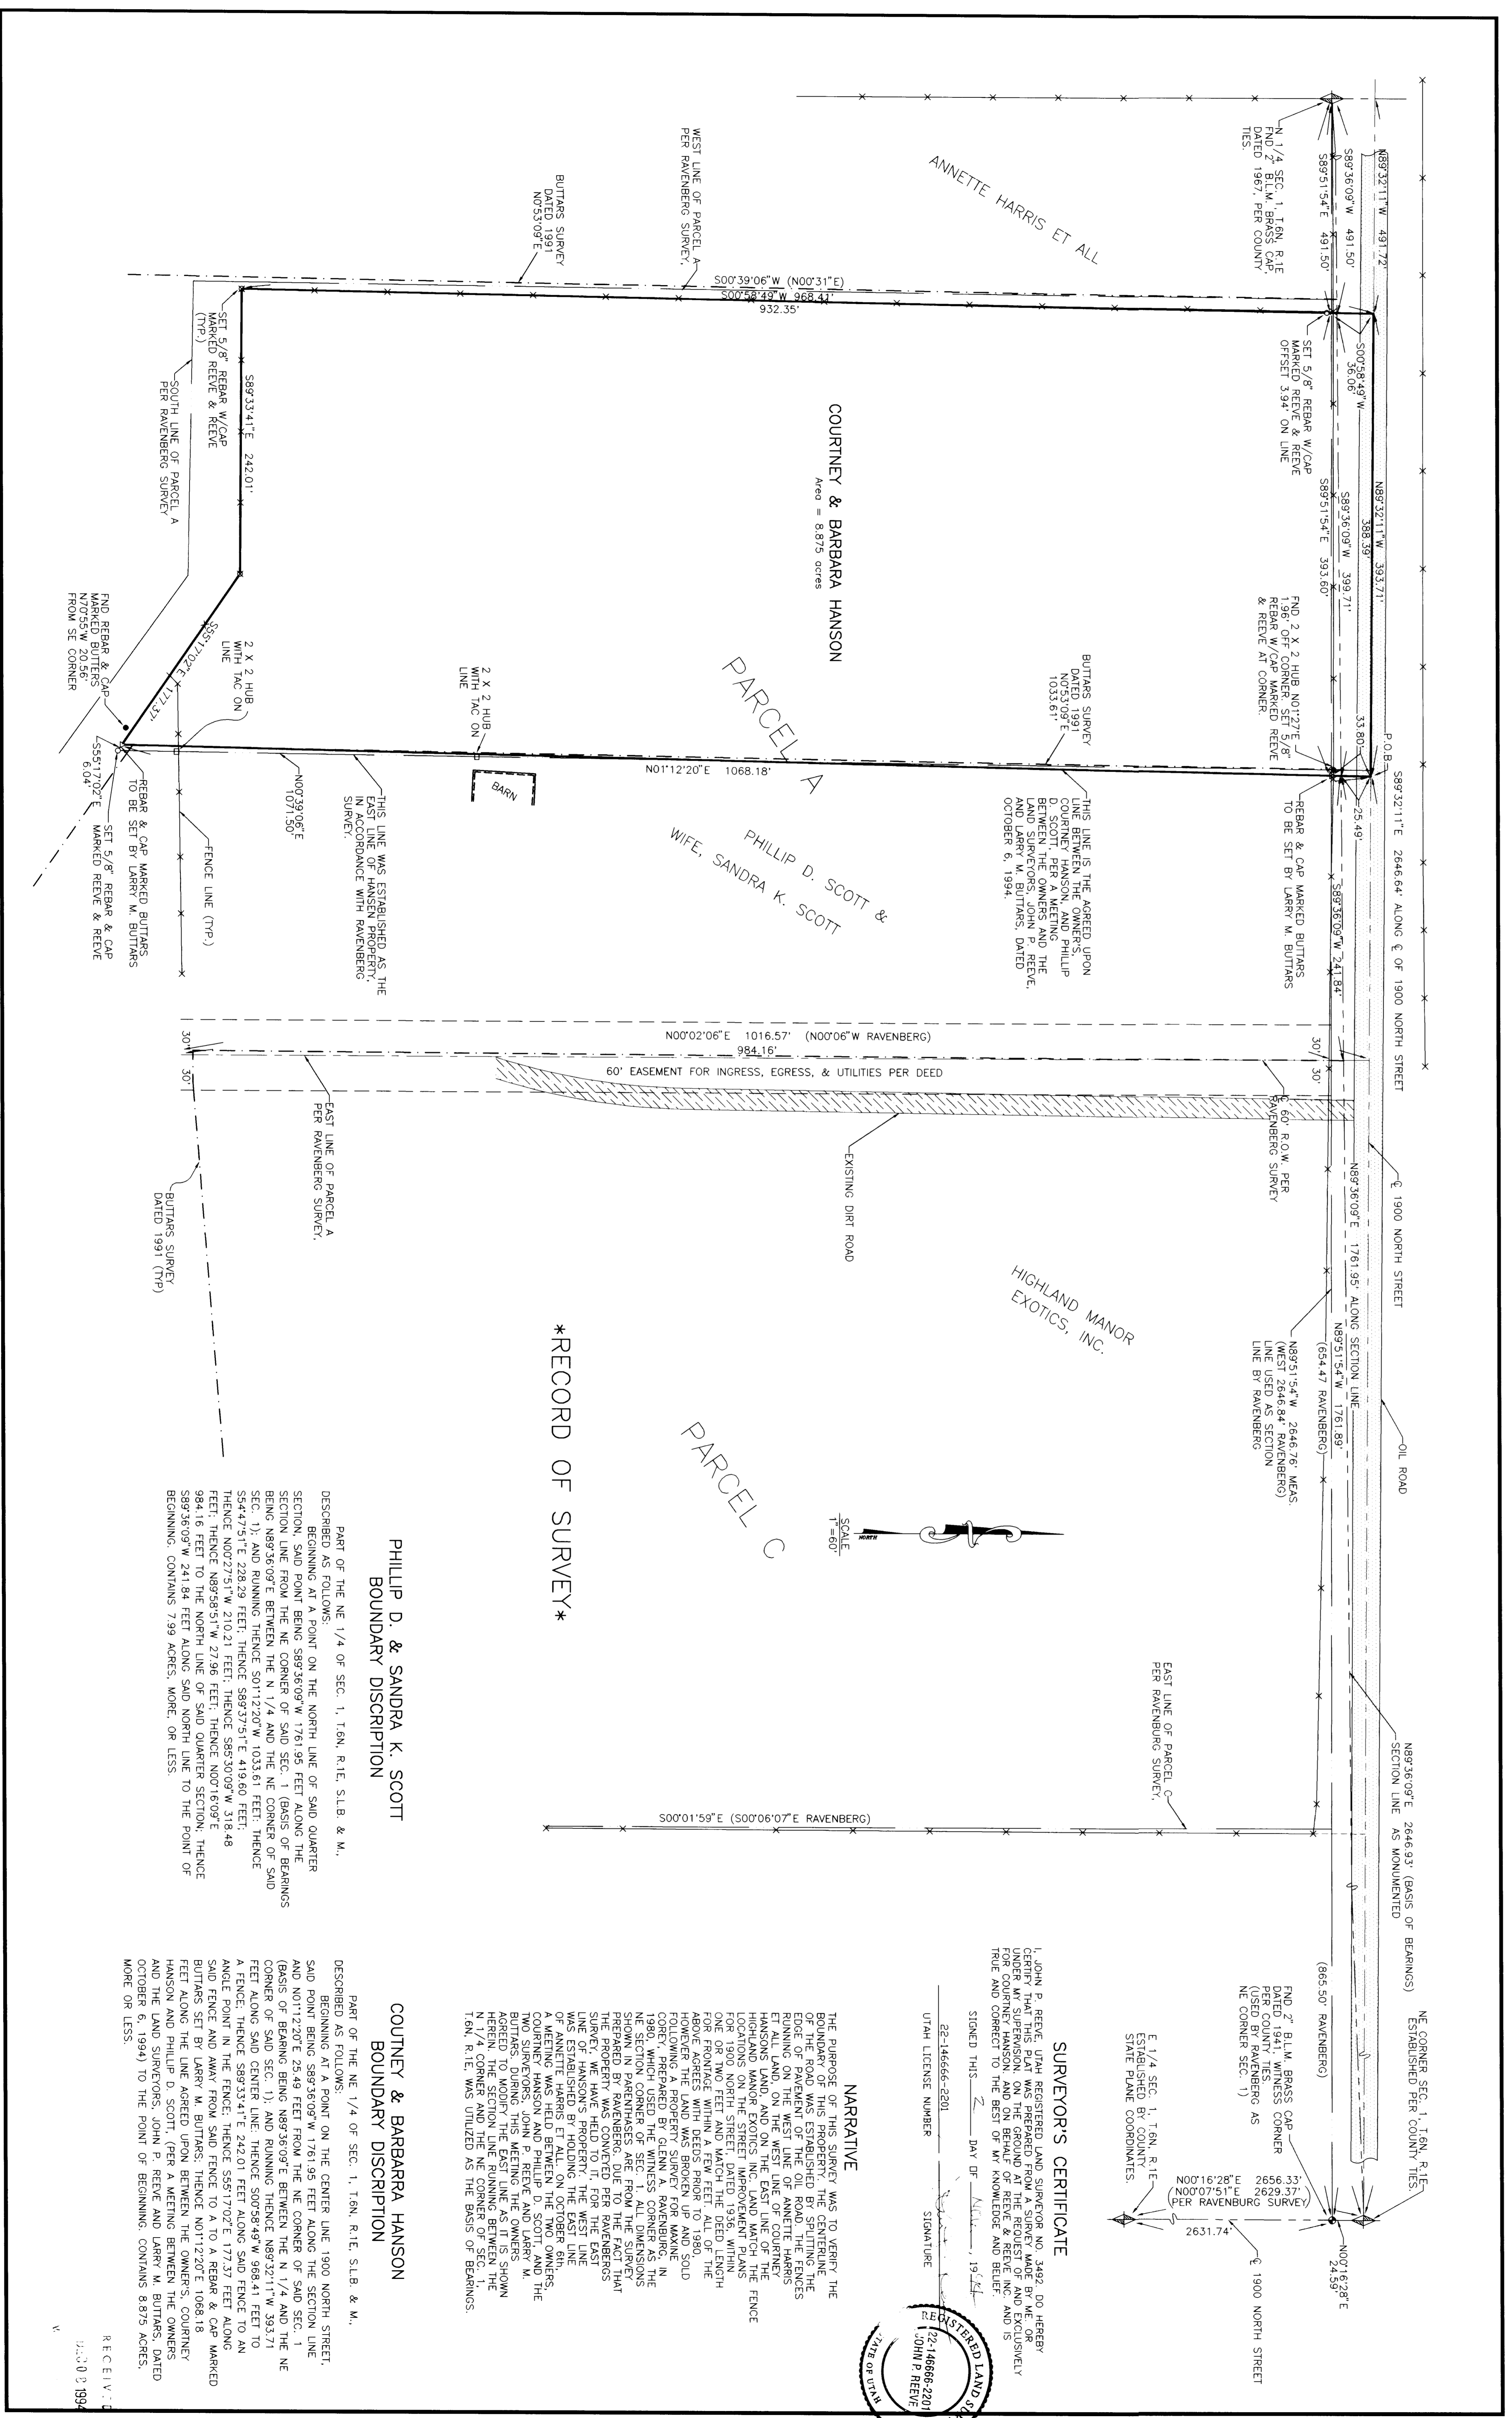 NE CORNER SEC. 1, T.6N, R.1E
ESTABLISHED PER COUNTY TIES.
N89°36'09"E 2646.93' (BASIS OF BEARINGS)
SECTION LINE AS MONUMENTED
N00°16'28"E
24.59'
℄ 1900 NORTH STREET
FND 2" B.L.M. BRASS CAP
DATED 1941, WITNESS CORNER
PER COUNTY TIES.
(USED BY RAVENBERG AS
NE CORNER SEC. 1)
N00°16'28"E 2656.33'
(N00°07'51"E 2629.37'
(PER RAVENBURG SURVEY)
2631.74'
E 1/4 SEC. 1, T.6N, R.1E
ESTABLISHED BY COUNTY
STATE PLANE COORDINATES.
(865.50' RAVENBERG)
S89°32'11"E 2646.64' ALONG ℄ OF 1900 NORTH STREET
℄ 1900 NORTH STREET
OIL ROAD
P.O.B.
N89°32'11"W 491.72'
S89°36'09"W 491.50'
S89°51'54"E 491.50'
N 1/4 SEC. 1, T.6N, R.1E
FND 2" B.L.M. BRASS CAP,
DATED 1967, PER COUNTY
TIES.
N89°32'11"W 393.71'
388.39'
33.80'
S00°58'49"W
36.06'
S89°36'09"W 399.71'
S89°51'54"E 393.60'
SET 5/8" REBAR W/CAP
MARKED REEVE & REEVE
OFFSET 3.94' ON LINE
FND 2 X 2 HUB N01°27'E
1.96' OFF CORNER. SET 5/8"
REBAR W/CAP MARKED REEVE
& REEVE AT CORNER.
25.49'
S89°36'09"W 241.84'
REBAR & CAP MARKED BUTTARS
TO BE SET BY LARRY M. BUTTARS
N89°36'09"E 1761.95' ALONG SECTION LINE
N89°51'54"W 1761.89'
(654.47 RAVENBERG)
N89°51'54"W 2646.76' MEAS.
(WEST 2646.84' RAVENBERG)
LINE USED AS SECTION
LINE BY RAVENBERG
30' 30'
℄ 60' R.O.W. PER
RAVENBERG SURVEY
ANNETTE HARRIS ET ALL
WEST LINE OF PARCEL A
PER RAVENBERG SURVEY,
BUTTARS SURVEY
DATED 1991
N0°53'09"E
S00°39'06"W (N00°31"E)
S00°58'49"W 968.41'
932.35'
COURTNEY & BARBARA HANSON
Area = 8.875 acres
PARCEL A
BUTTARS SURVEY
DATED 1991
N0°53'09"E
1033.61'
N01°12'20"E 1068.18'
THIS LINE IS THE AGREED UPON
LINE BETWEEN THE OWNER'S,
COURTNEY HANSON, AND PHILLIP
D. SCOTT, PER A MEETING
BETWEEN THE OWNERS AND THE
LAND SURVEYORS, JOHN P. REEVE,
AND LARRY M. BUTTARS, DATED
OCTOBER 6, 1994.
PHILLIP D. SCOTT &
WIFE, SANDRA K. SCOTT
2 X 2 HUB
WITH TAC ON
LINE
BARN
THIS LINE WAS ESTABLISHED AS THE
EAST LINE OF HANSEN PROPERTY,
IN ACCORDANCE WITH RAVENBERG
SURVEY.
N00°39'06"E
1071.50'
SET 5/8" REBAR W/CAP
MARKED REEVE & REEVE
(TYP.)
S89°33'41"E 242.01'
SOUTH LINE OF PARCEL A
PER RAVENBERG SURVEY
S55°17'02"E 177.37'
2 X 2 HUB
WITH TAC ON
LINE
FND REBAR & CAP
MARKED BUTTERS
N70°55'W 20.56'
FROM SE CORNER
FENCE LINE (TYP.)
REBAR & CAP MARKED BUTTARS
TO BE SET BY LARRY M. BUTTARS
SET 5/8" REBAR & CAP
MARKED REEVE & REEVE
S55°17'02"E
6.04'
N00°02'06"E 1016.57' (N00°06"W RAVENBERG)
984.16'
60' EASEMENT FOR INGRESS, EGRESS, & UTILITIES PER DEED
30' 30'
EXISTING DIRT ROAD
EAST LINE OF PARCEL A
PER RAVENBERG SURVEY,
BUTTARS SURVEY
DATED 1991 (TYP)
HIGHLAND MANOR
EXOTICS, INC.
PARCEL C
*RECORD OF SURVEY*
SCALE
1"=60'
NORTH
EAST LINE OF PARCEL C
PER RAVENBURG SURVEY,
S00°01'59"E (S00°06'07"E RAVENBERG)
PHILLIP D. & SANDRA K. SCOTT
BOUNDARY DISCRIPTION
PART OF THE NE 1/4 OF SEC. 1, T.6N, R.1E, S.L.B. & M.,
DESCRIBED AS FOLLOWS:
BEGINNING AT A POINT ON THE NORTH LINE OF SAID QUARTER
SECTION, SAID POINT BEING S89°36'09"W 1761.95 FEET ALONG THE
SECTION LINE FROM THE NE CORNER OF SAID SEC. 1 (BASIS OF BEARINGS
BEING N89°36'09"E BETWEEN THE N 1/4 AND THE NE CORNER OF SAID
SEC. 1); AND RUNNING THENCE S01°12'20"W 1033.61 FEET: THENCE
S54°47'51"E 228.29 FEET; THENCE S89°37'51"E 419.60 FEET;
THENCE N00°27'51"W 210.21 FEET; THENCE S85°30'09"W 318.48
FEET; THENCE N89°58'51"W 27.96 FEET; THENCE N00°16'09"E
984.16 FEET TO THE NORTH LINE OF SAID QUARTER SECTION; THENCE
S89°36'09"W 241.84 FEET ALONG SAID NORTH LINE TO THE POINT OF
BEGINNING. CONTAINS 7.99 ACRES, MORE, OR LESS.
SURVEYOR'S CERTIFICATE
I, JOHN P. REEVE, UTAH REGISTERED LAND SURVEYOR NO. 3492, DO HEREBY
CERTIFY THAT THIS PLAT WAS PREPARED FROM A SURVEY MADE BY ME, OR
UNDER MY SUPERVISION, ON THE GROUND AT THE REQUEST OF AND EXCLUSIVELY
FOR COURTNEY HANSON, AND ON BEHALF OF REEVE & REEVE INC. AND IS
TRUE AND CORRECT TO THE BEST OF MY KNOWLEDGE AND BELIEF.
SIGNED THIS 2 DAY OF , 19
22-146666-2201
UTAH LICENSE NUMBER SIGNATURE
REGISTERED LAND
22-146666-2201
JOHN P. REEVE
STATE OF UTAH
NARRATIVE
THE PURPOSE OF THIS SURVEY WAS TO VERIFY THE
BOUNDARY OF THIS PROPERTY. THE CENTERLINE
OF THE ROAD WAS ESTABLISHED BY SPLITTING THE
EDGE OF PAVEMENT OF THE OIL ROAD. THE FENCES
RUNNING ON THE WEST LINE OF ANNETTE HARRIS
ET ALL LAND, ON THE WEST LINE OF COURTNEY
HANSONS LAND, AND ON THE EAST LINE OF THE
HIGHLAND MANOR EXOTICS INC. LAND, MATCH THE FENCE
LOCATIONS ON THE STREET IMPROVEMENT PLANS
FOR 1900 NORTH STREET, DATED 1936, WITHIN
ONE OR TWO FEET AND MATCH THE DEED LENGTH
FOR FRONTAGE WITHIN A FEW FEET. ALL OF THE
ABOVE AGREES WITH DEEDS PRIOR TO 1980,
HOWEVER THE LAND WAS BROKEN UP AND SOLD
FOLLOWING A PROPERTY SURVEY FOR MAXINE
COREY, PREPARED BY GLENN A. RAVENBURG, IN
1980, WHICH USED THE WITNESS CORNER AS THE
NE SECTION CORNER OF SEC. 1. ALL DIMENSIONS
SHOWN IN PARENTHASES ARE FROM THE SURVEY
PREPARED BY RAVENBERG. DUE TO THE FACT THAT
THE PROPERTY WAS CONVEYED PER RAVENBERGS
SURVEY, WE HAVE HELD TO IT, FOR THE EAST
LINE OF HANSON'S PROPERTY. THE WEST LINE
WAS ESTABLISHED BY HOLDING THE EAST LINE
OF ANNETTE HARRIS ET ALL. ON OCTOBER 6th,
A MEETING WAS HELD BETWEEN THE TWO OWNERS,
COURTNEY HANSON AND PHILLIP D. SCOTT, AND THE
TWO SURVEYORS, JOHN P. REEVE AND LARRY M.
BUTTARS. DURING THIS MEETING THE OWNERS
AGREED TO MODIFY THE EAST LINE AS IT IS SHOWN
HEREIN. THE SECTION LINE RUNNING BETWEEN THE
N 1/4 CORNER AND THE NE CORNER OF SEC. 1,
T.6N, R.1E, WAS UTILIZED AS THE BASIS OF BEARINGS.
COUTNEY & BARBARRA HANSON
BOUNDARY DISCRIPTION
PART OF THE NE 1/4 OF SEC. 1, T.6N, R.1E, S.L.B. & M.,
DESCRIBED AS FOLLOWS:
BEGINNING AT A POINT ON THE CENTER LINE 1900 NORTH STREET,
SAID POINT BEING S89°36'09"W 1761.95 FEET ALONG THE SECTION LINE
AND N01°12'20"E 25.49 FEET FROM THE NE CORNER OF SAID SEC. 1
(BASIS OF BEARING BEING N89°36'09"E BETWEEN THE N 1/4 AND THE NE
CORNER OF SAID SEC. 1); AND RUNNING THENCE N89°32'11"W 393.71
FEET ALONG SAID CENTER LINE: THENCE S00°58'49"W 968.41 FEET TO
A FENCE; THENCE S89°33'41"E 242.01 FEET ALONG SAID FENCE TO AN
ANGLE POINT IN THE FENCE; THENCE S55°17'02"E 177.37 FEET ALONG
SAID FENCE AND AWAY FROM SAID FENCE TO A TO A REBAR & CAP MARKED
BUTTARS SET BY LARRY M. BUTTARS; THENCE N01°12'20"E 1068.18
FEET ALONG THE LINE AGREED UPON BETWEEN THE OWNER'S, COURTNEY
HANSON AND PHILLIP D. SCOTT, (PER A MEETING BETWEEN THE OWNERS
AND THE LAND SURVEYORS, JOHN P. REEVE AND LARRY M. BUTTARS, DATED
OCTOBER 6, 1994) TO THE POINT OF BEGINNING. CONTAINS 8.875 ACRES,
MORE OR LESS.
1994